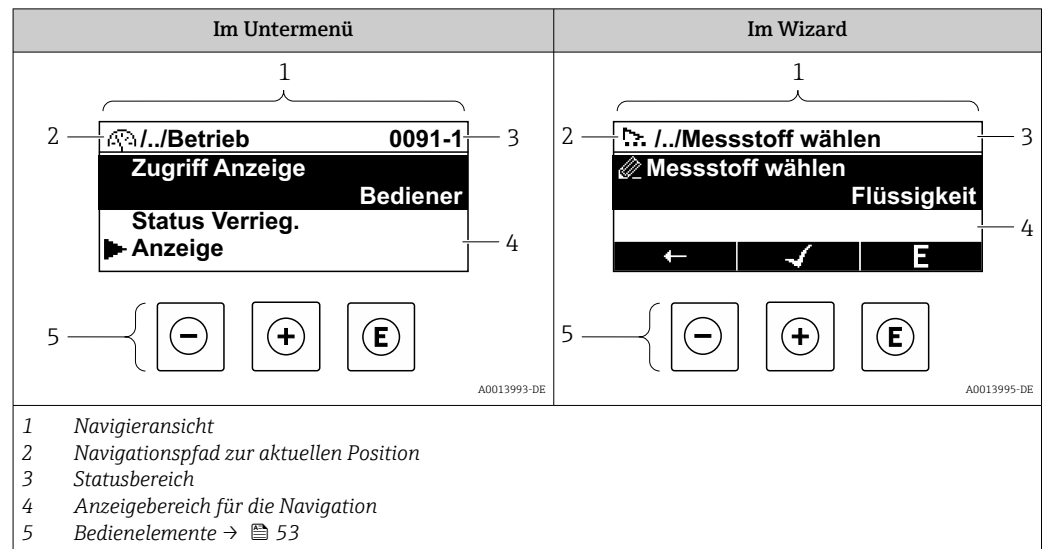 Im Untermenü
1
2
/../Betrieb 0091-1
3
Zugriff Anzeige
Bediener
Status Verrieg.
Anzeige
4
5
E
A0013993-DE
Im Wizard
1
2
/../Messstoff wählen
3
Messstoff wählen
Flüssigkeit
4
E
5
E
A0013995-DE
1 Navigieransicht
2 Navigationspfad zur aktuellen Position
3 Statusbereich
4 Anzeigebereich für die Navigation
5 Bedienelemente → 53